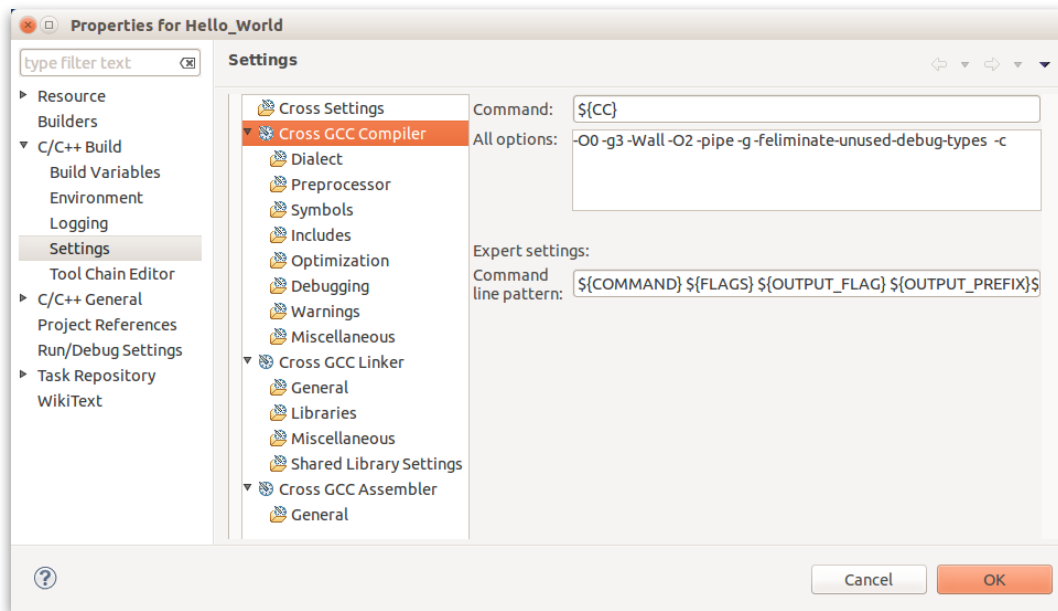 Properties for Hello_World
type filter text
Resource
Builders
C/C++ Build
Build Variables
Environment
Logging
Settings
Tool Chain Editor
C/C++ General
Project References
Run/Debug Settings
Task Repository
WikiText
Settings
Cross Settings
Cross GCC Compiler
Dialect
Preprocessor
Symbols
Includes
Optimization
Debugging
Warnings
Miscellaneous
Cross GCC Linker
General
Libraries
Miscellaneous
Shared Library Settings
Cross GCC Assembler
General
Command: ${CC}
All options: -O0 -g3 -Wall -O2 -pipe -g -feliminate-unused-debug-types -c
Expert settings:
Command
line pattern: ${COMMAND} ${FLAGS} ${OUTPUT_FLAG} ${OUTPUT_PREFIX}$
Cancel OK